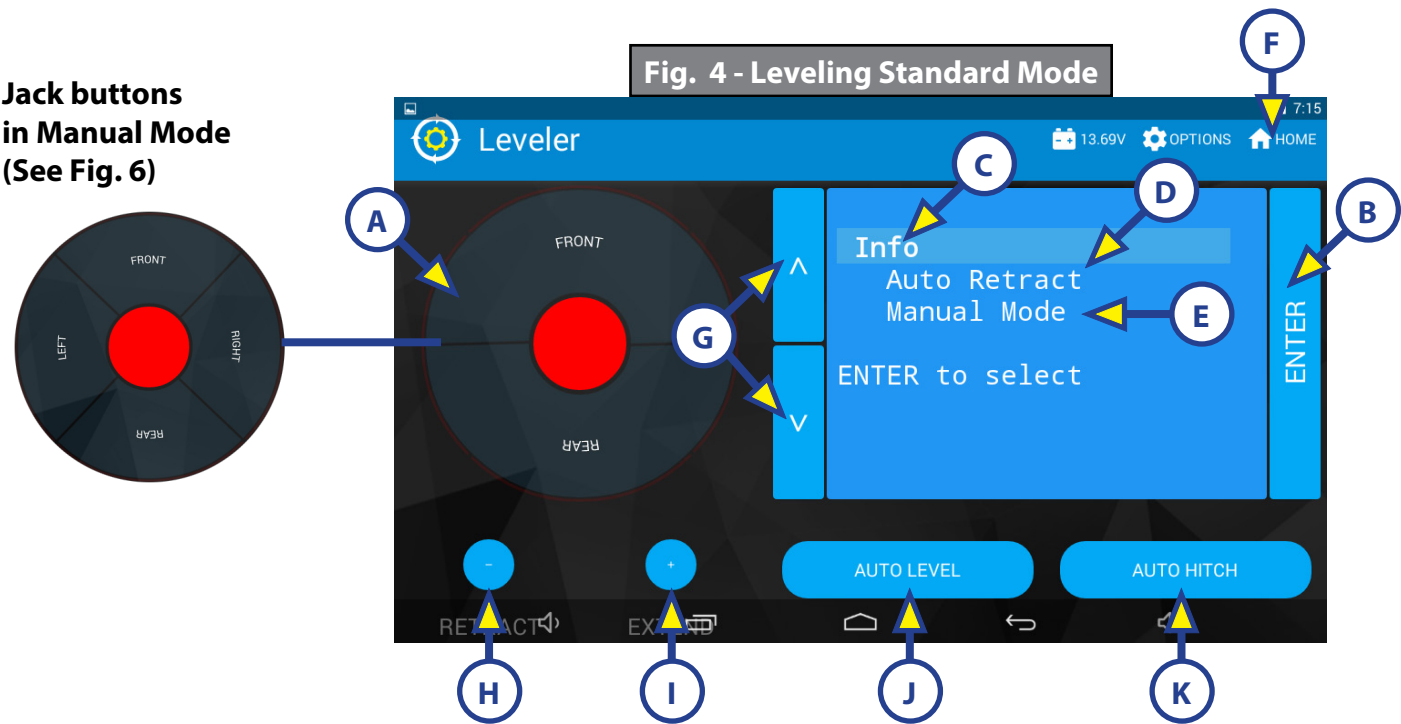 F
Fig. 4 - Leveling Standard Mode
Jack buttons
in Manual Mode
(See Fig. 6)
7:15
Leveler
13.69V OPTIONS HOME
C
D
A
B
FRONT
LEFT
RIGHT
REAR
FRONT
REAR
G
^
v
Info
Auto Retract
Manual Mode
E
ENTER to select
ENTER
-
+
AUTO LEVEL
AUTO HITCH
RETRACT
EXTEND
H
I
J
K